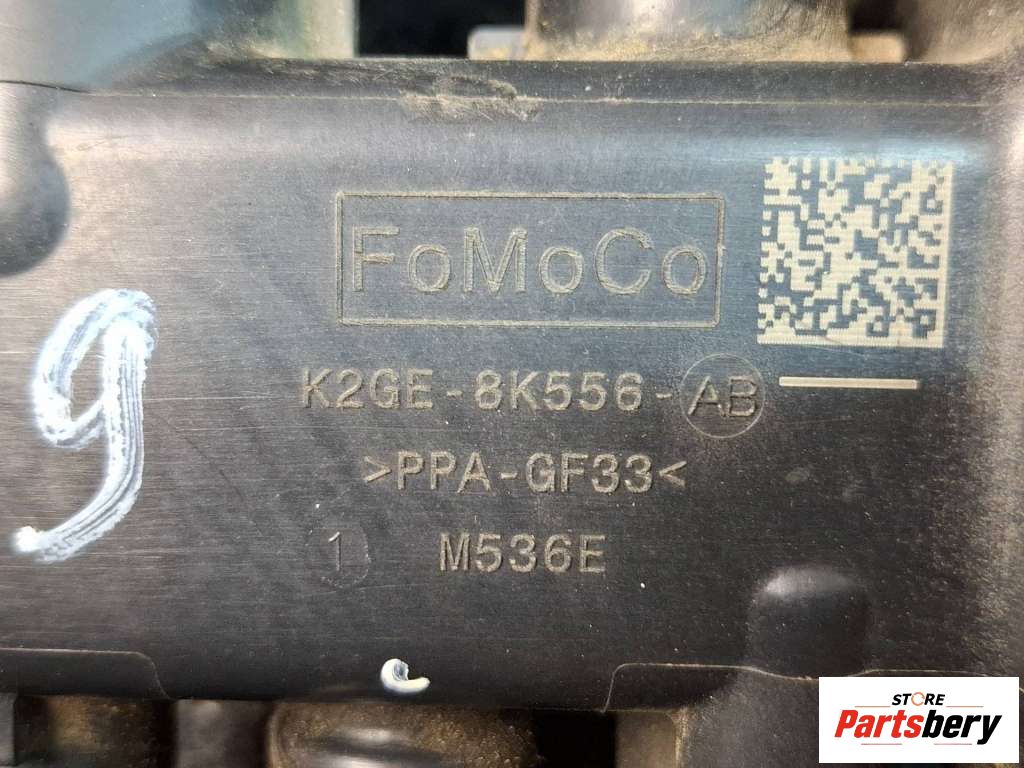 FoMoCo
K2GE-8K556-AB
>PPA-GF33<
1 M536E
9
STORE
Partsbery